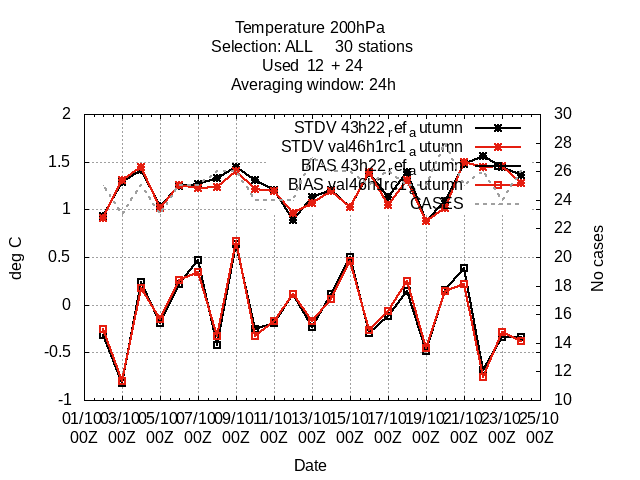 Temperature 200hPa
Selection: ALL 30 stations
Used 12 + 24
Averaging window: 24h
STDV 43h22refautumn
STDV val46h1rc1autumn
BIAS 43h22refautumn
BIAS val46h1rc1autumn
CASES
2
1.5
1
0.5
0
-0.5
-1
deg C
30
28
26
24
22
20
18
16
14
12
10
No cases
01/10 03/10 05/10 07/10 09/10 11/10 13/10 15/10 17/10 19/10 21/10 23/10 25/10
00Z 00Z 00Z 00Z 00Z 00Z 00Z 00Z 00Z 00Z 00Z 00Z 00Z
Date